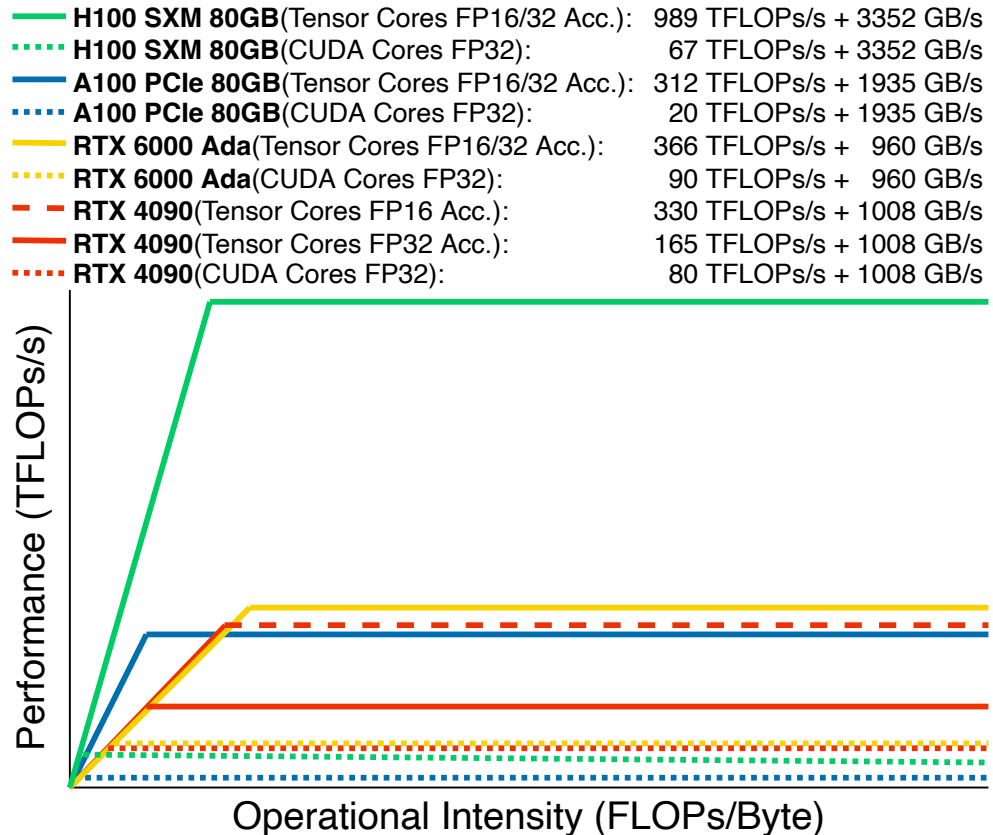 H100 SXM 80GB(Tensor Cores FP16/32 Acc.): 989 TFLOPs/s + 3352 GB/s
H100 SXM 80GB(CUDA Cores FP32): 67 TFLOPs/s + 3352 GB/s
A100 PCIe 80GB(Tensor Cores FP16/32 Acc.): 312 TFLOPs/s + 1935 GB/s
A100 PCIe 80GB(CUDA Cores FP32): 20 TFLOPs/s + 1935 GB/s
RTX 6000 Ada(Tensor Cores FP16/32 Acc.): 366 TFLOPs/s + 960 GB/s
RTX 6000 Ada(CUDA Cores FP32): 90 TFLOPs/s + 960 GB/s
RTX 4090(Tensor Cores FP16 Acc.): 330 TFLOPs/s + 1008 GB/s
RTX 4090(Tensor Cores FP32 Acc.): 165 TFLOPs/s + 1008 GB/s
RTX 4090(CUDA Cores FP32): 80 TFLOPs/s + 1008 GB/s
Performance (TFLOPs/s)
Operational Intensity (FLOPs/Byte)